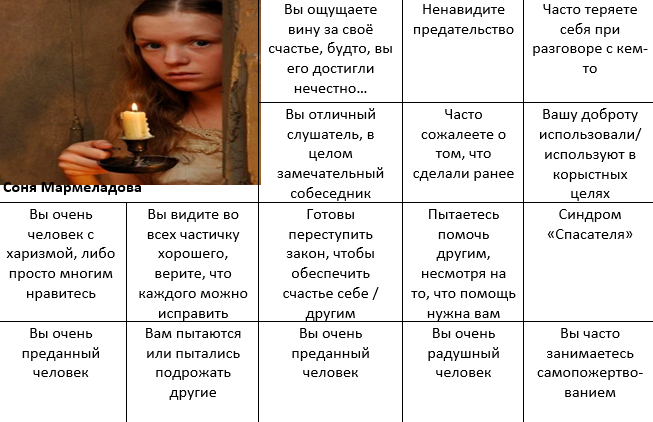 Вы ощущаете
вину за своё
счастье, будто, вы
его достигли
нечестно…
Ненавидите
предательство
Часто теряете
себя при
разговоре с кем-
то
Вы отличный
слушатель, в
целом
замечательный
собеседник
Часто
сожалеете о
том, что
сделали ранее
Вашу доброту
использовали/
используют в
корыстных
целях
Соня Мармеладова
Вы очень
человек с
харизмой, либо
просто многим
нравитесь
Вы видите во
всех частичку
хорошего,
верите, что
каждого можно
исправить
Готовы
переступить
закон, чтобы
обеспечить
счастье себе /
другим
Пытаетесь
помочь
другим,
несмотря на
то, что помощь
нужна вам
Синдром
«Спасателя»
Вы очень
преданный
человек
Вам пытаются
или пытались
подрожать
другие
Вы очень
преданный
человек
Вы очень
радушный
человек
Вы часто
занимаетесь
самопожертво-
ванием